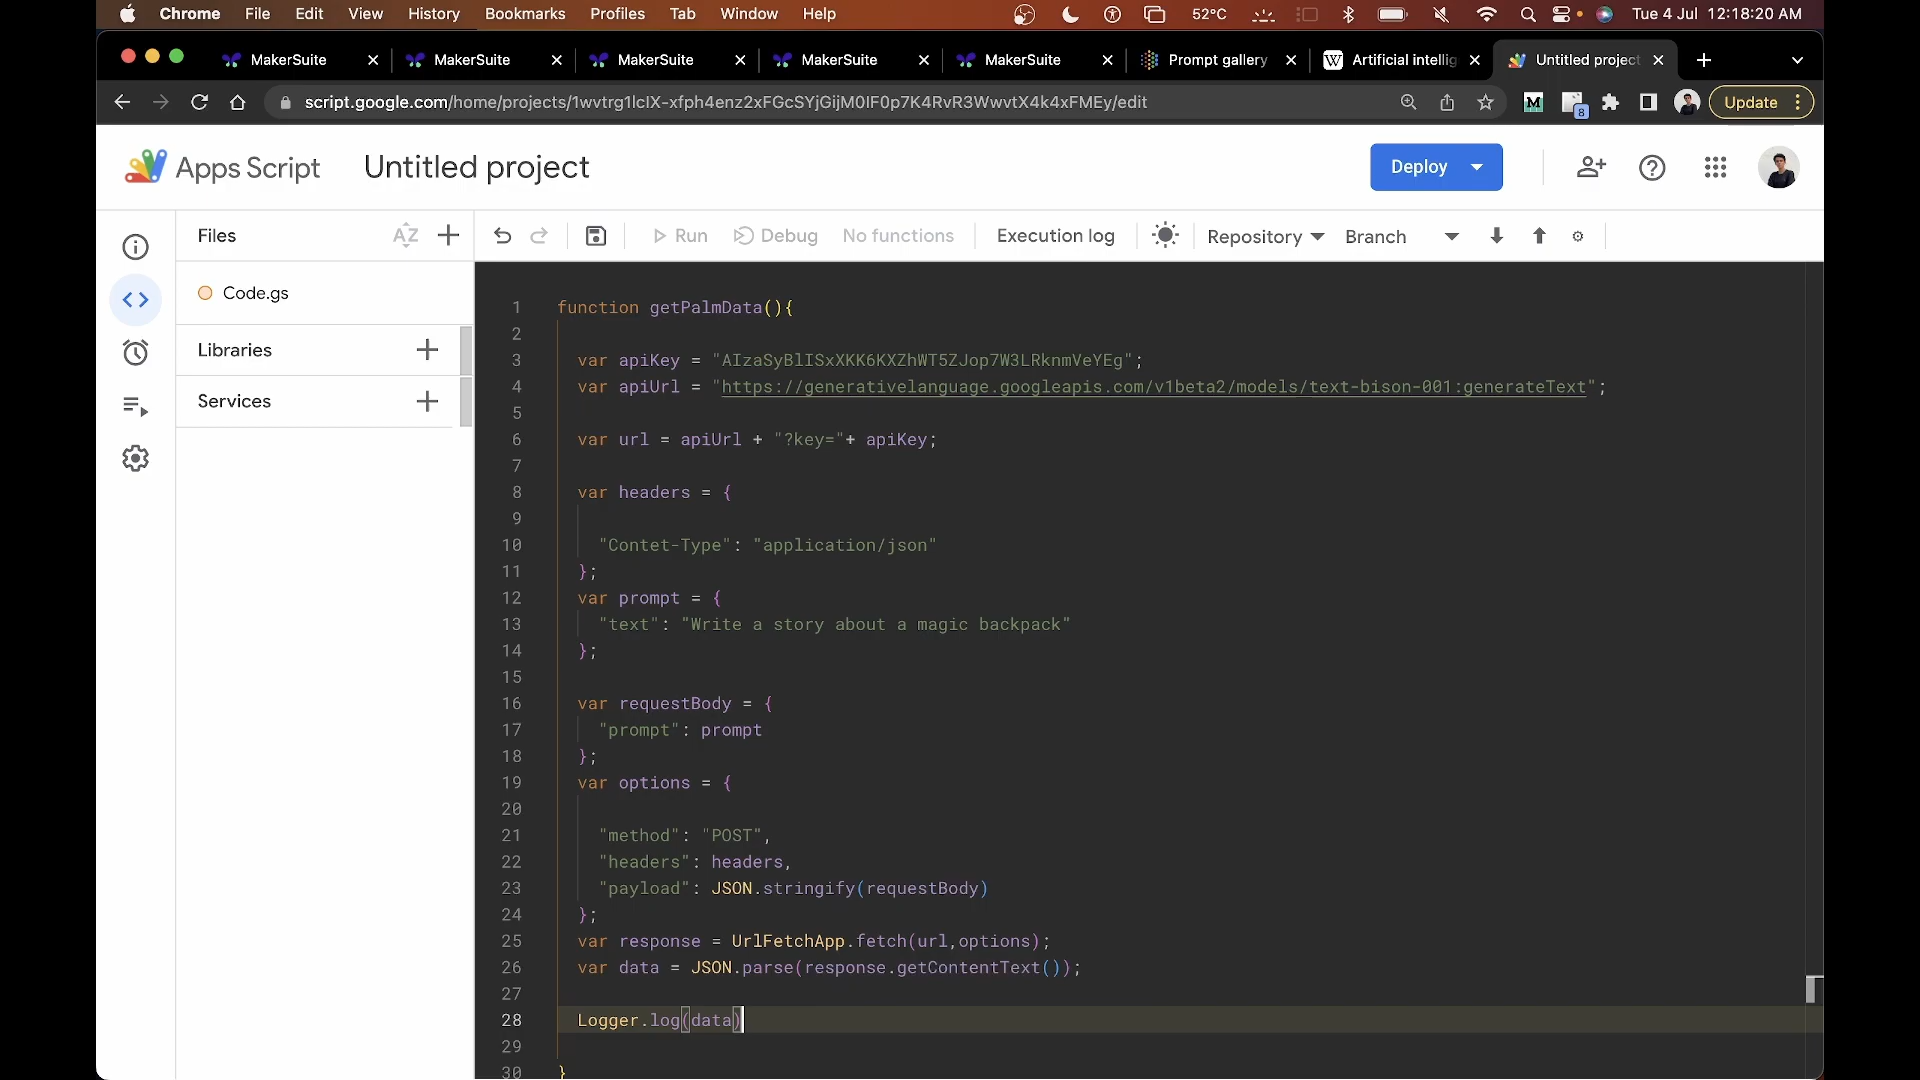 Chrome File Edit View History Bookmarks Profiles Tab Window Help 52°C Tue 4 Jul 12:18:20 AM
MakerSuite MakerSuite MakerSuite MakerSuite MakerSuite Prompt gallery Artificial intellig Untitled project
script.google.com/home/projects/1wvtrg1lclX-xfph4enz2xFGcSYjGijM0IF0p7K4RvR3WwvtX4k4xFMEy/edit M 8 Update
Apps Script Untitled project Deploy
Files AZ Run Debug No functions Execution log Repository Branch
Code.gs
Libraries
Services
1 function getPalmData(){
2
3 var apiKey = "AIzaSyBlISxXKK6KXZhWT5ZJop7W3LRknmVeYEg";
4 var apiUrl = "https://generativelanguage.googleapis.com/v1beta2/models/text-bison-001:generateText";
5
6 var url = apiUrl + "?key="+ apiKey;
7
8 var headers = {
9
10 "Contet-Type": "application/json"
11 };
12 var prompt = {
13 "text": "Write a story about a magic backpack"
14 };
15
16 var requestBody = {
17 "prompt": prompt
18 };
19 var options = {
20
21 "method": "POST",
22 "headers": headers,
23 "payload": JSON.stringify(requestBody)
24 };
25 var response = UrlFetchApp.fetch(url,options);
26 var data = JSON.parse(response.getContentText());
27
28 Logger.log(data)
29
30 }